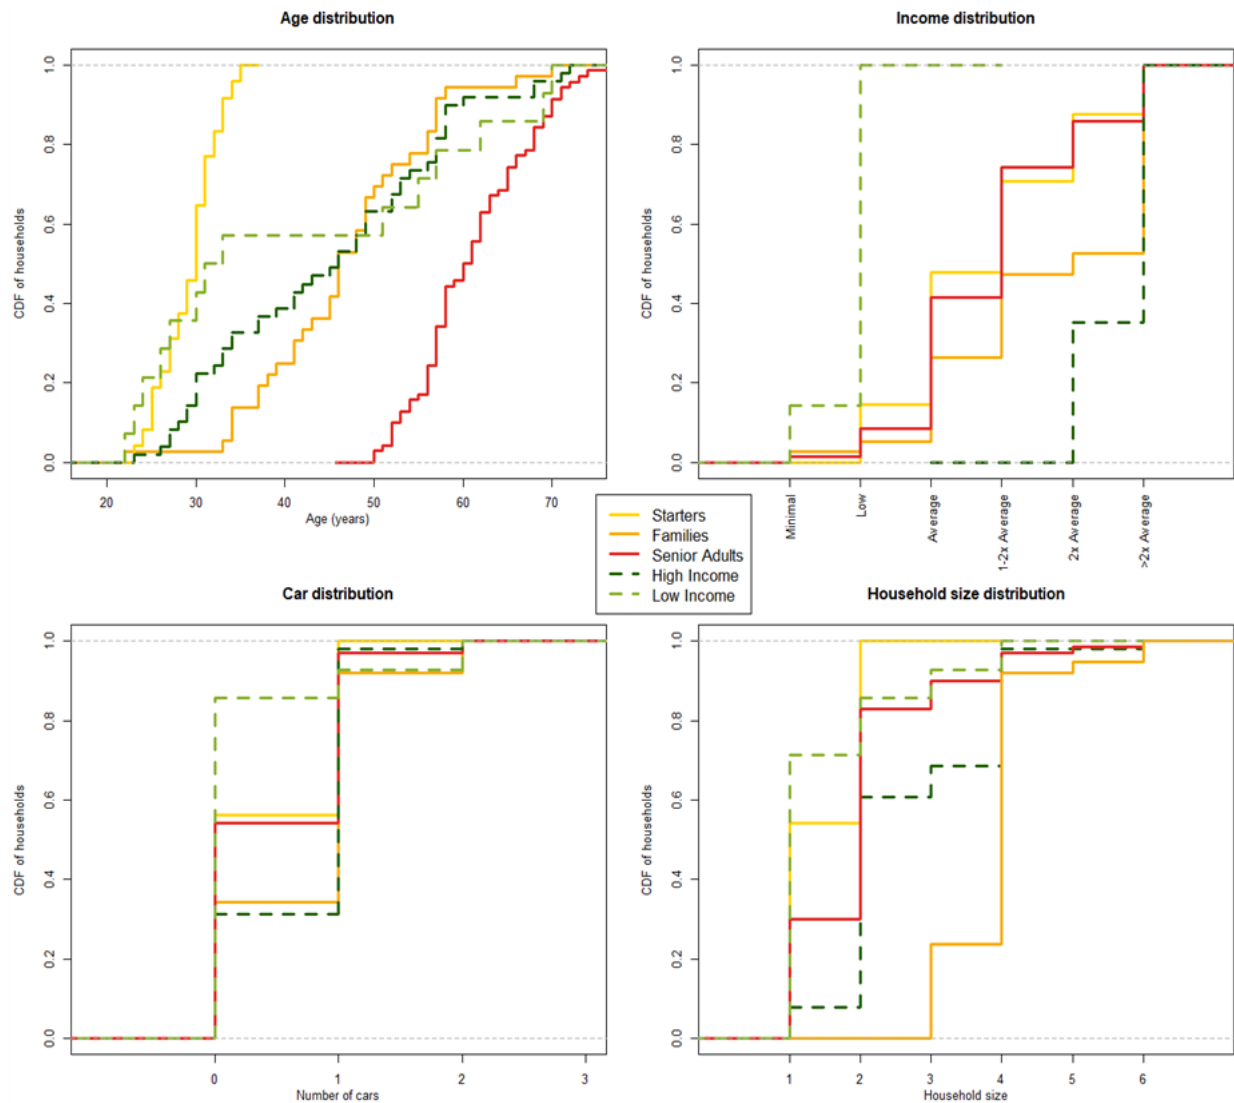 Age distribution
CDF of households
0.0 0.2 0.4 0.6 0.8 1.0
20 30 40 50 60 70
Age (years)
Income distribution
CDF of households
0.0 0.2 0.4 0.6 0.8 1.0
Minimal
Low
Average
1-2x Average
2x Average
>2x Average
Starters
Families
Senior Adults
High Income
Low Income
Car distribution
CDF of households
0.0 0.2 0.4 0.6 0.8 1.0
0 1 2 3
Number of cars
Household size distribution
CDF of households
0.0 0.2 0.4 0.6 0.8 1.0
1 2 3 4 5 6
Household size